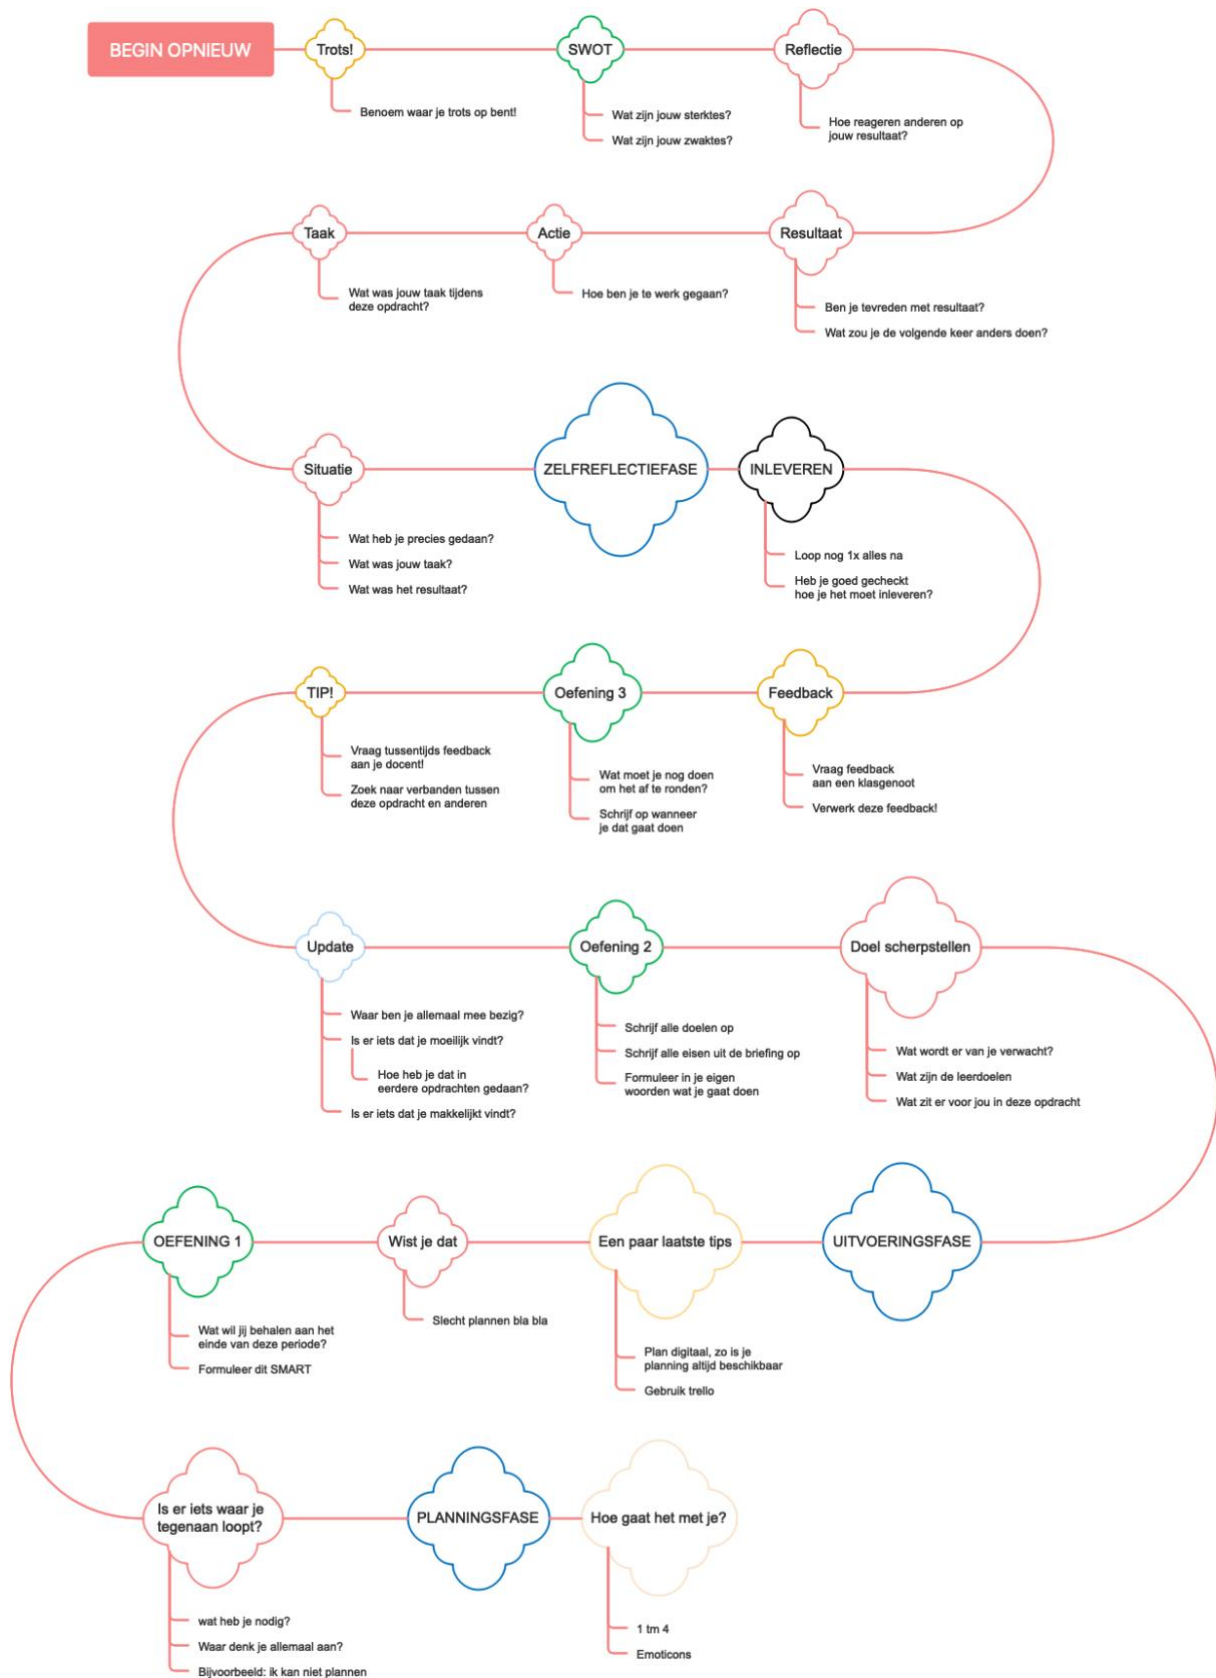 BEGIN OPNIEUW
Trots!
Benoem waar je trots op bent!
SWOT
Wat zijn jouw sterktes?
Wat zijn jouw zwaktes?
Reflectie
Hoe reageren anderen op
jouw resultaat?
Taak
Wat was jouw taak tijdens
deze opdracht?
Actie
Hoe ben je te werk gegaan?
Resultaat
Ben je tevreden met resultaat?
Wat zou je de volgende keer anders doen?
Situatie
Wat heb je precies gedaan?
Wat was jouw taak?
Wat was het resultaat?
ZELFREFLECTIEFASE
INLEVEREN
Loop nog 1x alles na
Heb je goed gecheckt
hoe je het moet inleveren?
TIP!
Vraag tussentijds feedback
aan je docent!
Zoek naar verbanden tussen
deze opdracht en anderen
Oefening 3
Wat moet je nog doen
om het af te ronden?
Schrijf op wanneer
je dat gaat doen
Feedback
Vraag feedback
aan een klasgenoot
Verwerk deze feedback!
Update
Waar ben je allemaal mee bezig?
Is er iets dat je moeilijk vindt?
Hoe heb je dat in
eerdere opdrachten gedaan?
Is er iets dat je makkelijkt vindt?
Oefening 2
Schrijf alle doelen op
Schrijf alle eisen uit de briefing op
Formuleer in je eigen
woorden wat je gaat doen
Doel scherpstellen
Wat wordt er van je verwacht?
Wat zijn de leerdoelen
Wat zit er voor jou in deze opdracht
OEFENING 1
Wat wil jij behalen aan het
einde van deze periode?
Formuleer dit SMART
Wist je dat
Slecht plannen bla bla
Een paar laatste tips
Plan digitaal, zo is je
planning altijd beschikbaar
Gebruik trello
UITVOERINGSFASE
Is er iets waar je
tegenaan loopt?
wat heb je nodig?
Waar denk je allemaal aan?
Bijvoorbeeld: ik kan niet plannen
PLANNINGSFASE
Hoe gaat het met je?
1 tm 4
Emoticons